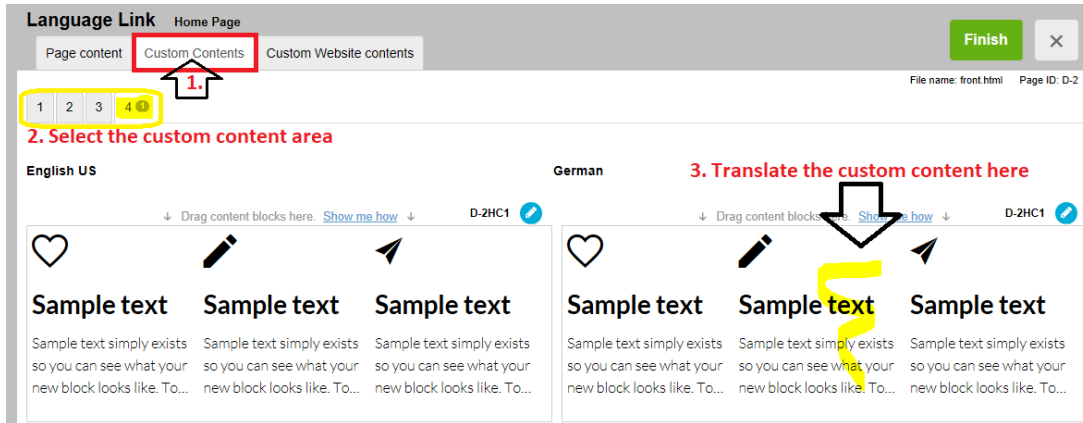 Language Link Home Page
Finish
×
Page content Custom Contents Custom Website contents
1.
File name: front.html Page ID: D-2
1 2 3 4 1
2. Select the custom content area
English US
German
3. Translate the custom content here
↓ Drag content blocks here. Show me how ↓ D-2HC1
↓ Drag content blocks here. Show me how ↓ D-2HC1
Sample text Sample text Sample text
Sample text simply exists Sample text simply exists Sample text simply exists
so you can see what your so you can see what your so you can see what your
new block looks like. To... new block looks like. To... new block looks like. To...
Sample text Sample text Sample text
Sample text simply exists Sample text simply exists Sample text simply exists
so you can see what your so you can see what your so you can see what your
new block looks like. To... new block looks like. To... new block looks like. To...